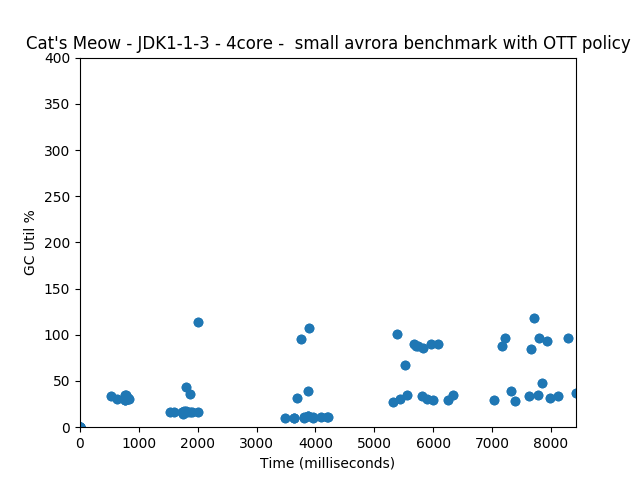 Cat's Meow - JDK1-1-3 - 4core -  small avrora benchmark with OTT policy
400
350
300
250
200
150
100
50
0
GC Util %
0 1000 2000 3000 4000 5000 6000 7000 8000
Time (milliseconds)